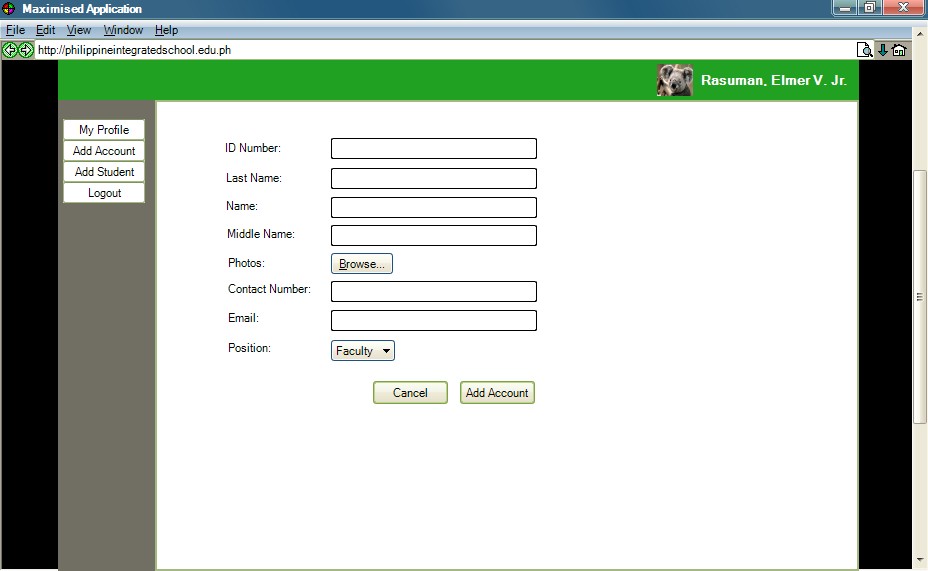 Maximised Application
File Edit View Window Help
http://philippineintegratedschool.edu.ph
Rasuman, Elmer V. Jr.
My Profile
Add Account
Add Student
Logout
ID Number:
Last Name:
Name:
Middle Name:
Photos: Browse...
Contact Number:
Email:
Position: Faculty
Cancel Add Account